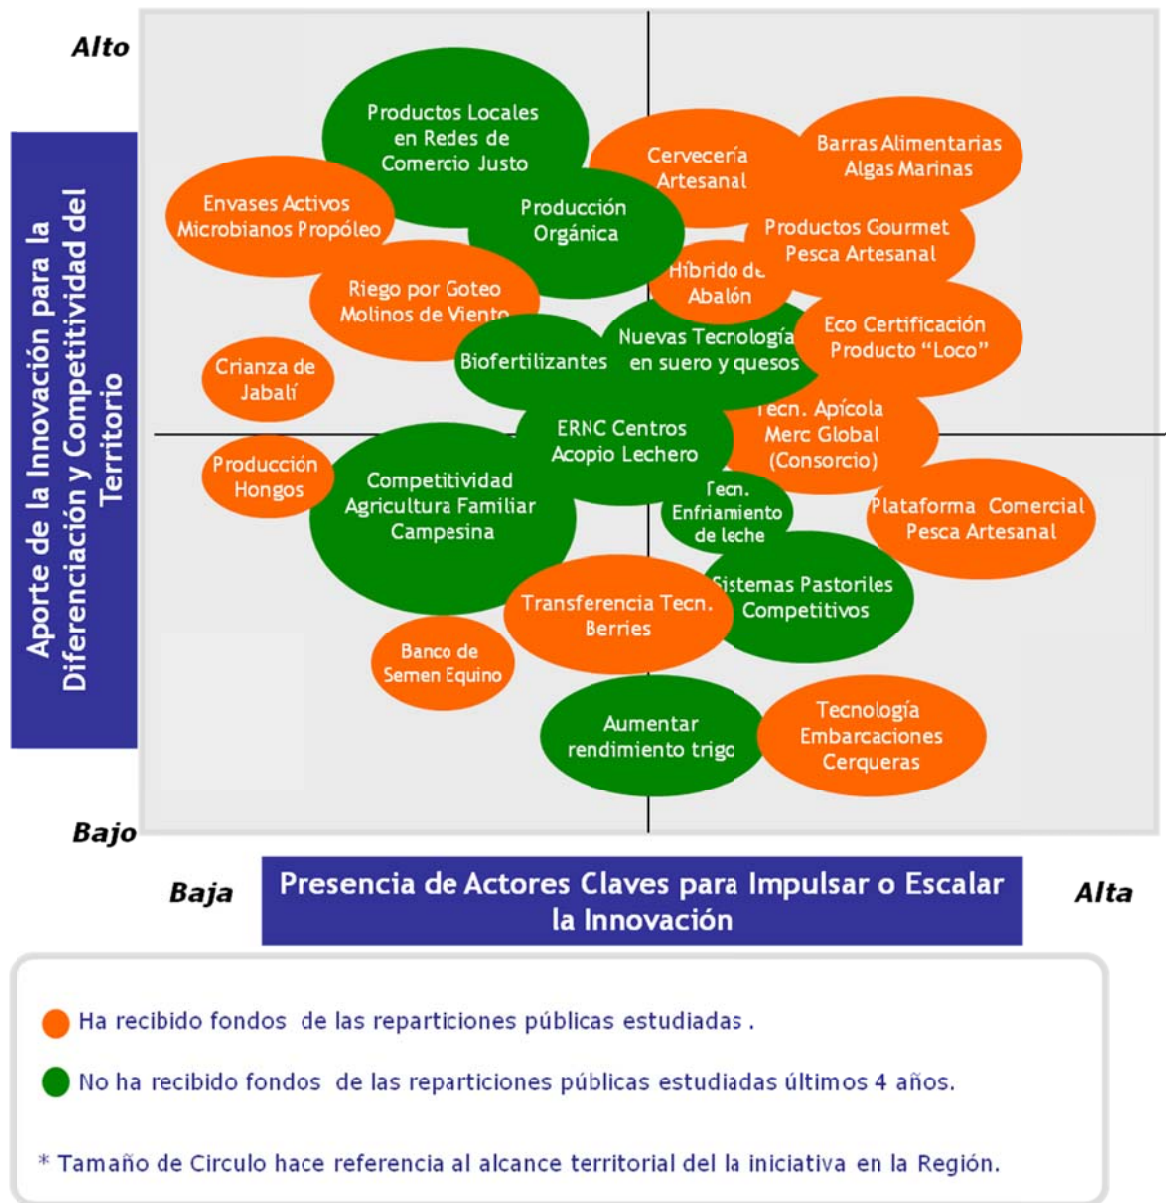 Alto
Aporte de la Innovación para la
Diferenciación y Competitividad del
Territorio
Productos Locales
en Redes de
Comercio Justo
Cervecería
Artesanal
Barras Alimentarias
Algas Marinas
Envases Activos
Microbianos Propóleo
Producción
Orgánica
Productos Gourmet
Pesca Artesanal
Híbrido de
Abalón
Riego por Goteo
Molinos de Viento
Biofertilizantes
Nuevas Tecnología
en suero y quesos
Eco Certificación
Producto “Loco”
Crianza de
Jabalí
Tecn. Apícola
Merc Global
(Consorcio)
ERNC Centros
Acopio Lechero
Producción
Hongos
Competitividad
Agricultura Familiar
Campesina
Tecn.
Enfriamiento
de leche
Plataforma Comercial
Pesca Artesanal
Sistemas Pastoriles
Competitivos
Transferencia Tecn.
Berries
Banco de
Semen Equino
Aumentar
rendimiento trigo
Tecnología
Embarcaciones
Cerqueras
Bajo
Baja
Presencia de Actores Claves para Impulsar o Escalar
la Innovación
Alta
Ha recibido fondos de las reparticiones públicas estudiadas .
No ha recibido fondos de las reparticiones públicas estudiadas últimos 4 años.
* Tamaño de Circulo hace referencia al alcance territorial del la iniciativa en la Región.